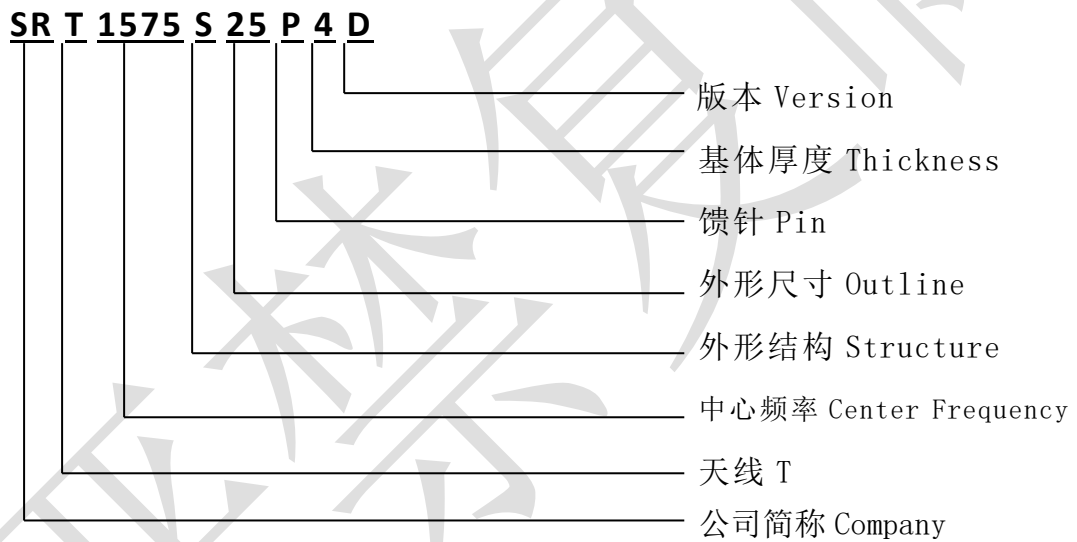 SR T 1575 S 25 P 4 D
版本 Version
基体厚度 Thickness
馈针 Pin
外形尺寸 Outline
外形结构 Structure
中心频率 Center Frequency
天线 T
公司简称 Company